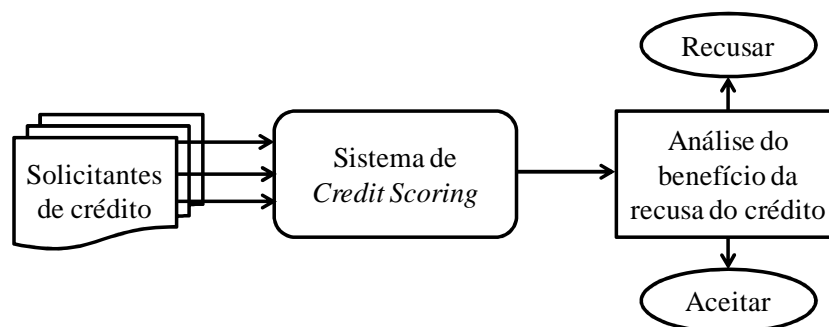 Solicitantes
de crédito
Sistema de
Credit Scoring
Recusar
Análise do
benefício da
recusa do crédito
Aceitar